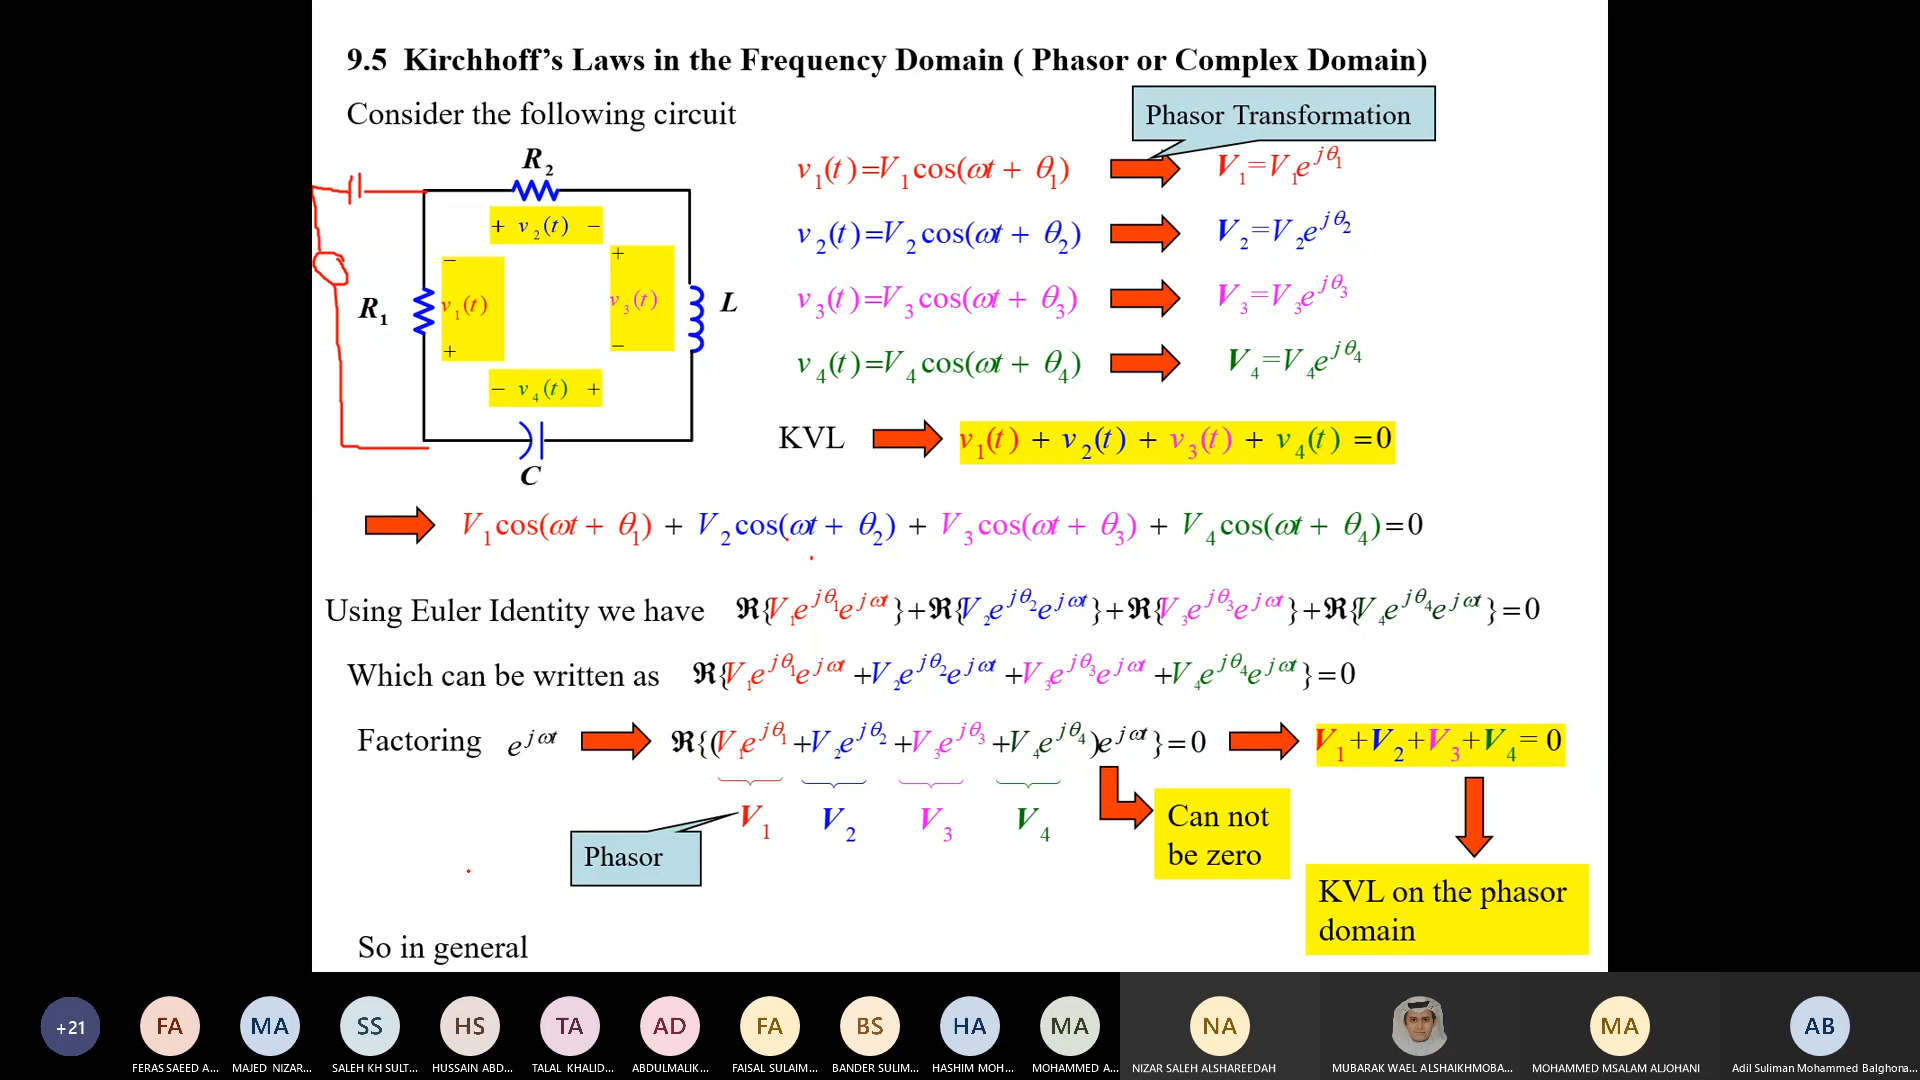 9.5 Kirchhoff's Laws in the Frequency Domain ( Phasor or Complex Domain)
Consider the following circuit
Phasor Transformation
R₂
+ v₂(t) −
− v₁(t) +
R₁
+ v₃(t) −
L
− v₄(t) +
C
v₁(t)=V₁cos(ωt + θ₁) V₁=V₁e^{jθ₁}
v₂(t)=V₂cos(ωt + θ₂) V₂=V₂e^{jθ₂}
v₃(t)=V₃cos(ωt + θ₃) V₃=V₃e^{jθ₃}
v₄(t)=V₄cos(ωt + θ₄) V₄=V₄e^{jθ₄}
KVL v₁(t) + v₂(t) + v₃(t) + v₄(t) =0
V₁cos(ωt + θ₁) + V₂cos(ωt + θ₂) + V₃cos(ωt + θ₃) + V₄cos(ωt + θ₄)=0
Using Euler Identity we have ℜ{V₁e^{jθ₁}e^{jωt}}+ℜ{V₂e^{jθ₂}e^{jωt}}+ℜ{V₃e^{jθ₃}e^{jωt}}+ℜ{V₄e^{jθ₄}e^{jωt}}=0
Which can be written as ℜ{V₁e^{jθ₁}e^{jωt}+V₂e^{jθ₂}e^{jωt}+V₃e^{jθ₃}e^{jωt}+V₄e^{jθ₄}e^{jωt}}=0
Factoring e^{jωt} ℜ{(V₁e^{jθ₁}+V₂e^{jθ₂}+V₃e^{jθ₃}+V₄e^{jθ₄})e^{jωt}}=0 V₁+V₂+V₃+V₄= 0
V₁ V₂ V₃ V₄
Phasor
Can not
be zero
KVL on the phasor
domain
So in general
+21
FA
MA
SS
HS
TA
AD
FA
BS
HA
MA
NA
MA
AB
FERAS SAEED A...
MAJED NIZAR...
SALEH KH SULT...
HUSSAIN ABD...
TALAL KHALID...
ABDULMALIK...
FAISAL SULAIM...
BANDER SULIM...
HASHIM MOH...
MOHAMMED A...
NIZAR SALEH ALSHAREEDAH
MUBARAK WAEL ALSHAIKHMOBA...
MOHAMMED MSALAM ALJOHANI
Adil Suliman Mohammed Balghona...